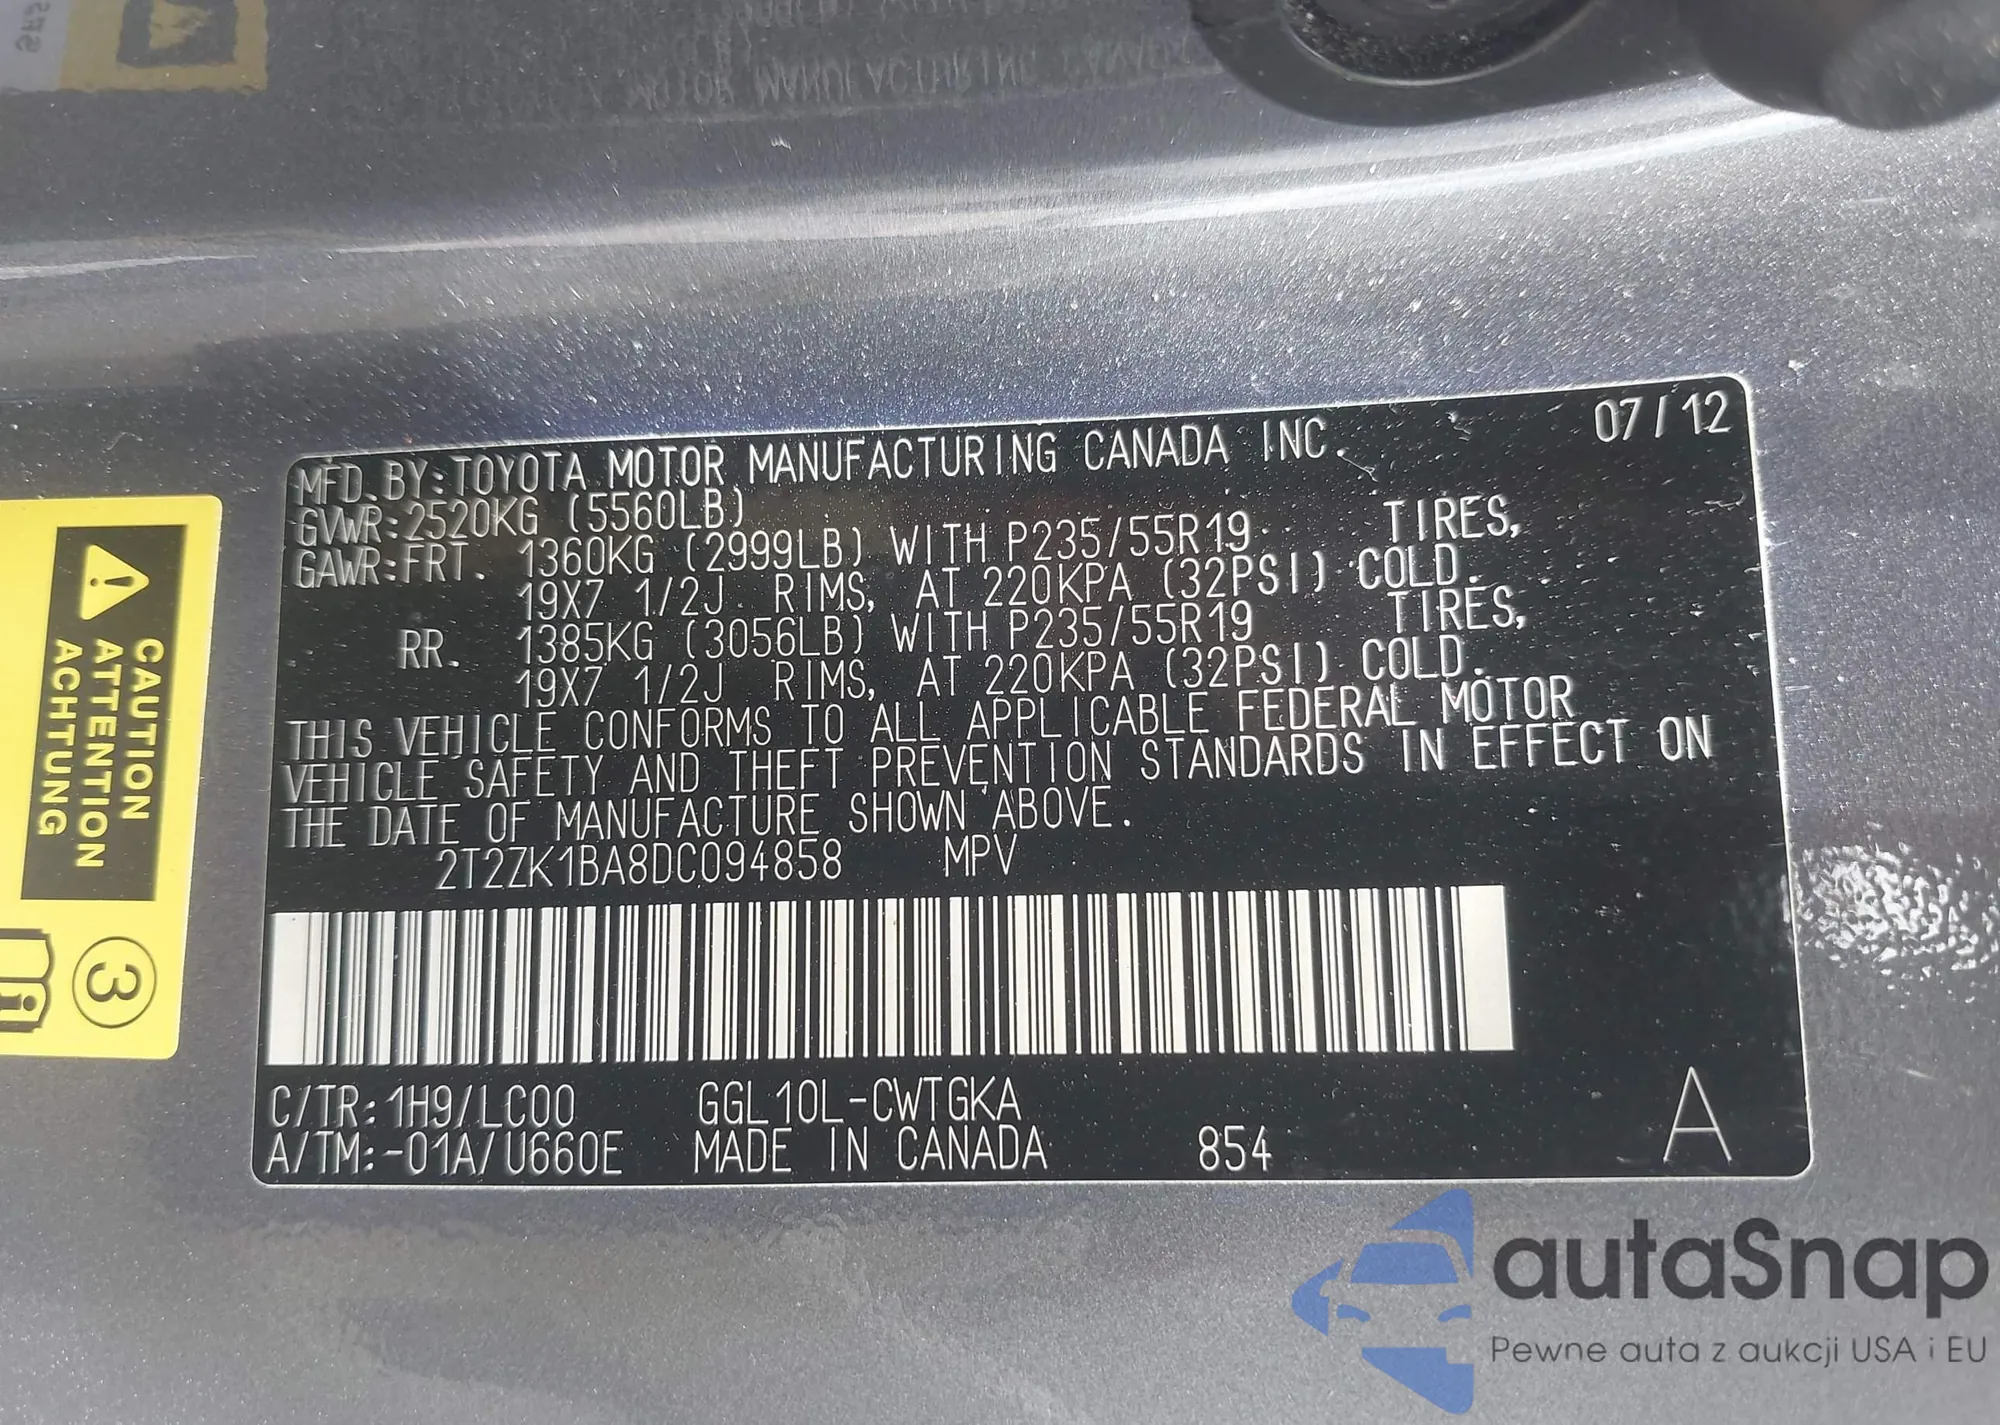 MFD. BY: TOYOTA MOTOR MANUFACTURING CANADA INC. 07/12
GVWR: 2520KG (5560LB)
GAWR: FRT. 1360KG (2999LB) WITH P235/55R19 TIRES,
19X7 1/2J RIMS, AT 220KPA (32PSI) COLD.
RR. 1385KG (3056LB) WITH P235/55R19 TIRES,
19X7 1/2J RIMS, AT 220KPA (32PSI) COLD.
THIS VEHICLE CONFORMS TO ALL APPLICABLE FEDERAL MOTOR
VEHICLE SAFETY AND THEFT PREVENTION STANDARDS IN EFFECT ON
THE DATE OF MANUFACTURE SHOWN ABOVE.
2T2ZK1BA8DC094858 MPV
C/TR: 1H9/LC00 GGL10L-CWTGKA
A/TM: -01A/U660E MADE IN CANADA 854 A
CAUTION
ATTENTION
ACHTUNG
3
autaSnap
Pewne auta z aukcji USA i EU